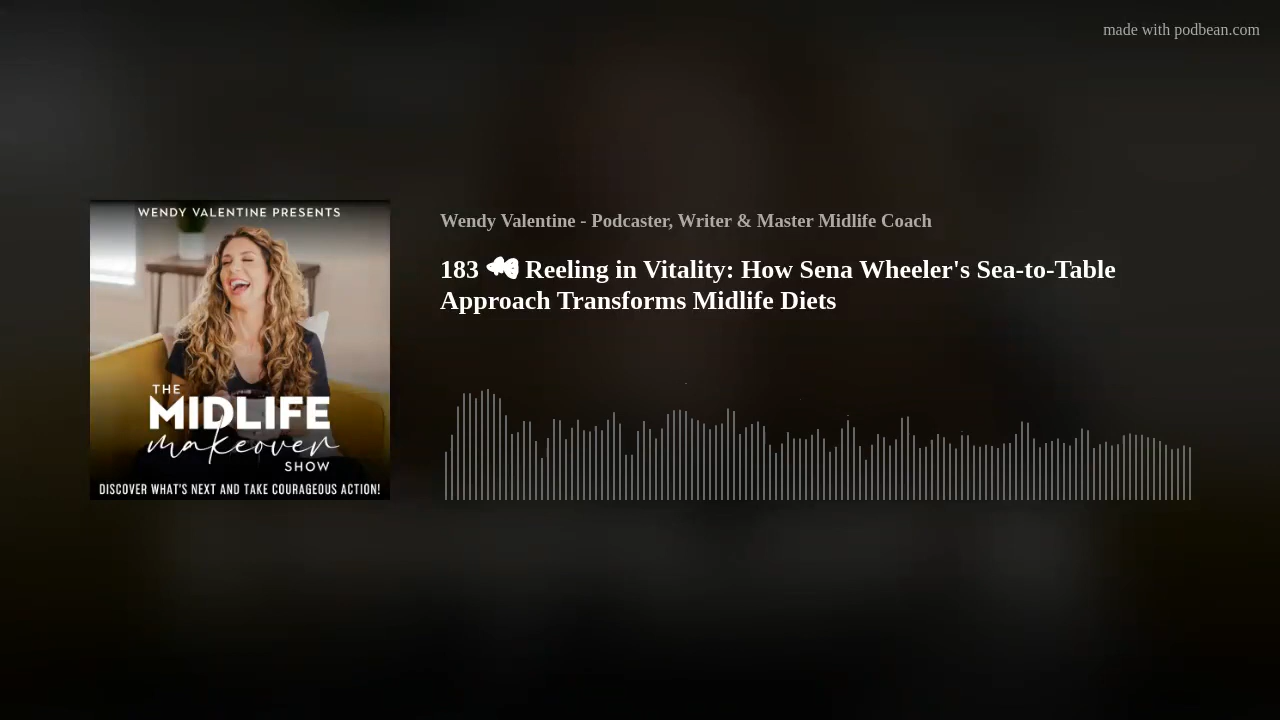 made with podbean.com
WENDY VALENTINE PRESENTS
THE
MIDLIFE
makeover
SHOW
DISCOVER WHAT'S NEXT AND TAKE COURAGEOUS ACTION!
Wendy Valentine - Podcaster, Writer & Master Midlife Coach
183 🐟 Reeling in Vitality: How Sena Wheeler's Sea-to-Table
Approach Transforms Midlife Diets